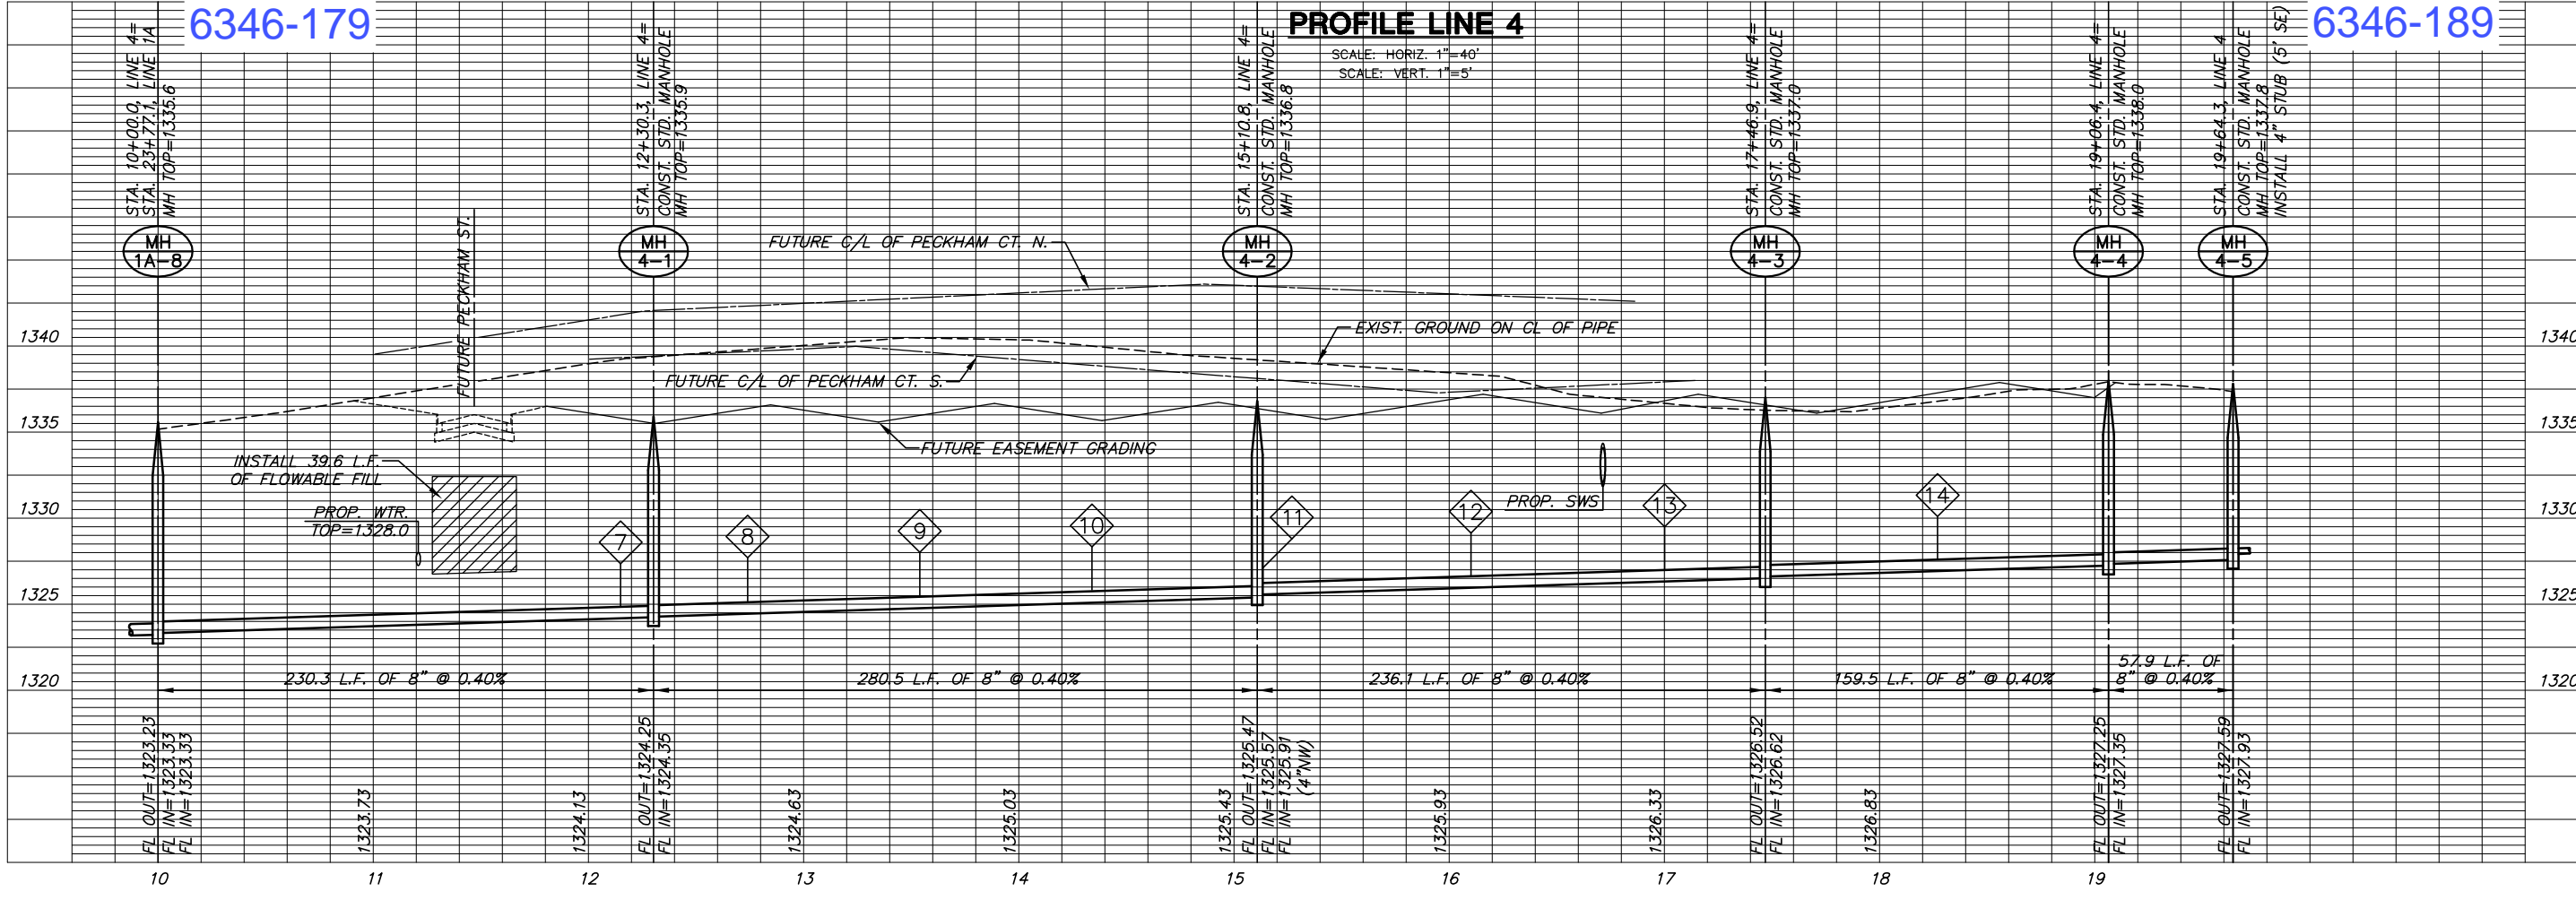 6346-179
PROFILE LINE 4
SCALE: HORIZ. 1"=40'
SCALE: VERT. 1"=5'
6346-189
STA. 10+00.0, LINE 4=
STA. 23+77.1, LINE 1A
MH TOP=1335.6
STA. 12+30.3, LINE 4=
CONST. STD. MANHOLE
MH TOP=1335.9
STA. 15+10.8, LINE 4=
CONST. STD. MANHOLE
MH TOP=1336.8
STA. 17+46.9, LINE 4=
CONST. STD. MANHOLE
MH TOP=1337.0
STA. 19+06.4, LINE 4=
CONST. STD. MANHOLE
MH TOP=1338.0
STA. 19+64.3, LINE 4
CONST. STD. MANHOLE
MH TOP=1337.8
INSTALL 4" STUB (5' SE)
MH
1A-8
MH
4-1
MH
4-2
MH
4-3
MH
4-4
MH
4-5
FUTURE PECKHAM ST.
FUTURE C/L OF PECKHAM CT. N.
EXIST. GROUND ON CL OF PIPE
FUTURE C/L OF PECKHAM CT. S.
FUTURE EASEMENT GRADING
INSTALL 39.6 L.F.
OF FLOWABLE FILL
PROP. WTR.
TOP=1328.0
PROP. SWS
7
8
9
10
11
12
13
14
1340
1335
1330
1325
1320
1340
1335
1330
1325
1320
230.3 L.F. OF 8" @ 0.40%
280.5 L.F. OF 8" @ 0.40%
236.1 L.F. OF 8" @ 0.40%
159.5 L.F. OF 8" @ 0.40%
57.9 L.F. OF
8" @ 0.40%
FL OUT=1323.23
FL IN=1323.33
FL IN=1323.33
1323.73
1324.13
FL OUT=1324.25
FL IN=1324.35
1324.63
1325.03
1325.43
FL OUT=1325.47
FL IN=1325.57
FL IN=1325.91
(4"NW)
1325.93
1326.33
FL OUT=1326.52
FL IN=1326.62
1326.83
FL OUT=1327.25
FL IN=1327.35
FL OUT=1327.59
FL IN=1327.93
10
11
12
13
14
15
16
17
18
19